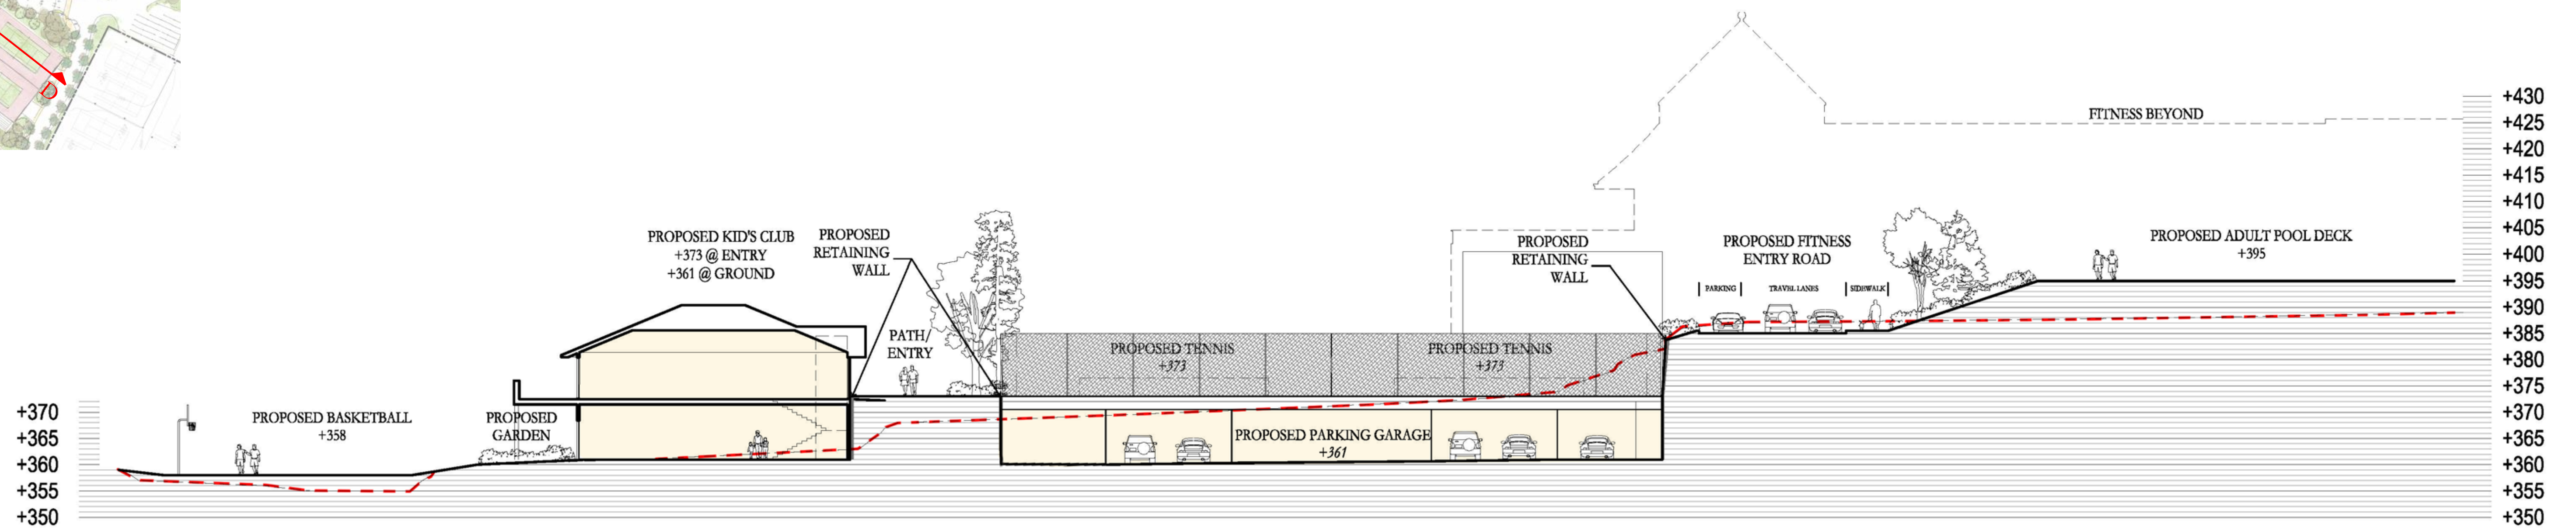 D
FITNESS BEYOND
PROPOSED KID'S CLUB
+373 @ ENTRY
+361 @ GROUND
PROPOSED
RETAINING
WALL
PATH/
ENTRY
PROPOSED
RETAINING
WALL
PROPOSED FITNESS
ENTRY ROAD
PARKING
TRAVEL LANES
SIDEWALK
PROPOSED ADULT POOL DECK
+395
PROPOSED TENNIS
+373
PROPOSED TENNIS
+373
PROPOSED BASKETBALL
+358
PROPOSED
GARDEN
PROPOSED PARKING GARAGE
+361
+370
+365
+360
+355
+350
+430
+425
+420
+415
+410
+405
+400
+395
+390
+385
+380
+375
+370
+365
+360
+355
+350